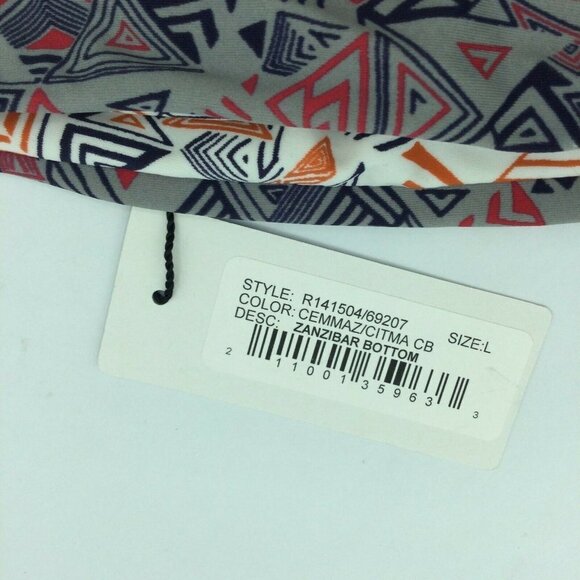 STYLE: R141504/69207
COLOR: CEMMAZ/CITMA CB SIZE:L
DESC: ZANZIBAR BOTTOM
2 11001 35963 3